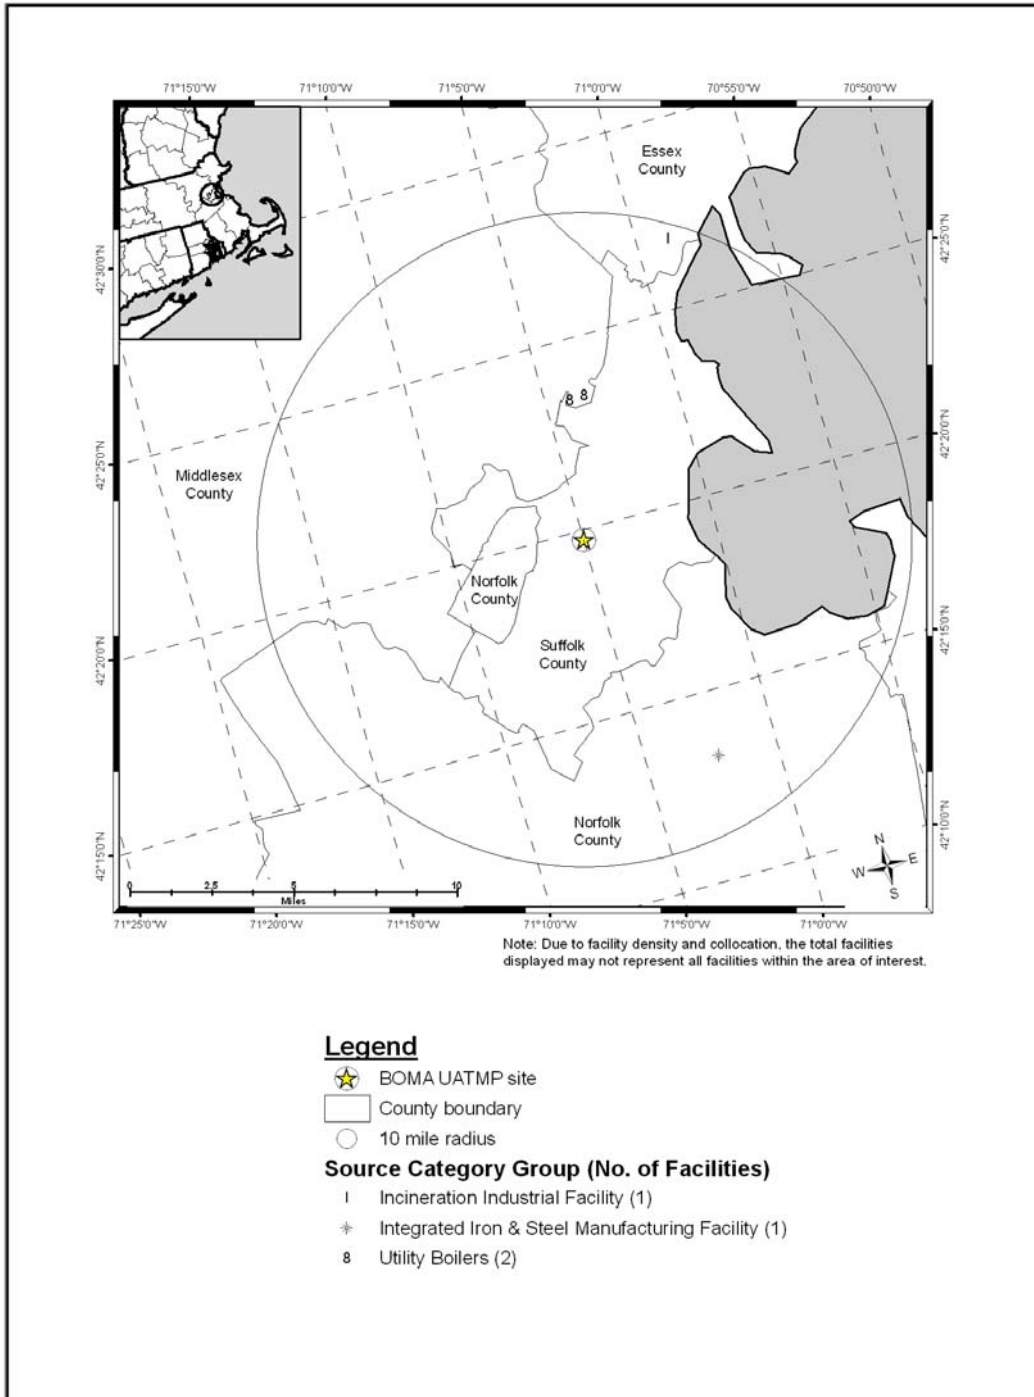 71°15'0"W
71°10'0"W
71°5'0"W
71°0'0"W
70°55'0"W
70°50'0"W
Essex
County
42°30'0"N
42°25'0"N
8 8
I
42°20'0"N
42°25'0"N
Middlesex
County
Norfolk
County
Suffolk
County
42°15'0"N
42°20'0"N
Norfolk
County
42°10'0"N
42°15'0"N
N
W E
S
0 2.5 5 10
Miles
71°25'0"W
71°20'0"W
71°15'0"W
71°10'0"W
71°5'0"W
71°0'0"W
Note: Due to facility density and collocation, the total facilities
displayed may not represent all facilities within the area of interest.
Legend
BOMA UATMP site
County boundary
10 mile radius
Source Category Group (No. of Facilities)
I Incineration Industrial Facility (1)
Integrated Iron & Steel Manufacturing Facility (1)
8 Utility Boilers (2)